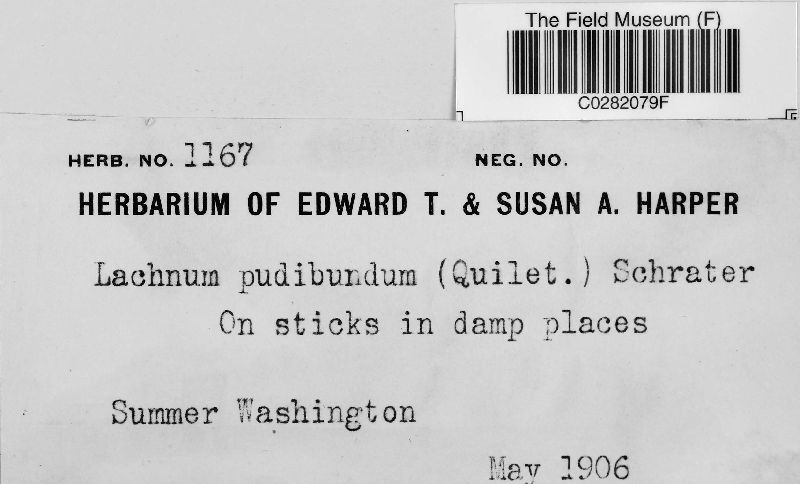 The Field Museum (F)
C0282079F
HERB. NO. 1167 NEG. NO.
HERBARIUM OF EDWARD T. & SUSAN A. HARPER
Lachnum pudibundum (Quilet.) Schrater
On sticks in damp places
Summer Washington
May 1906